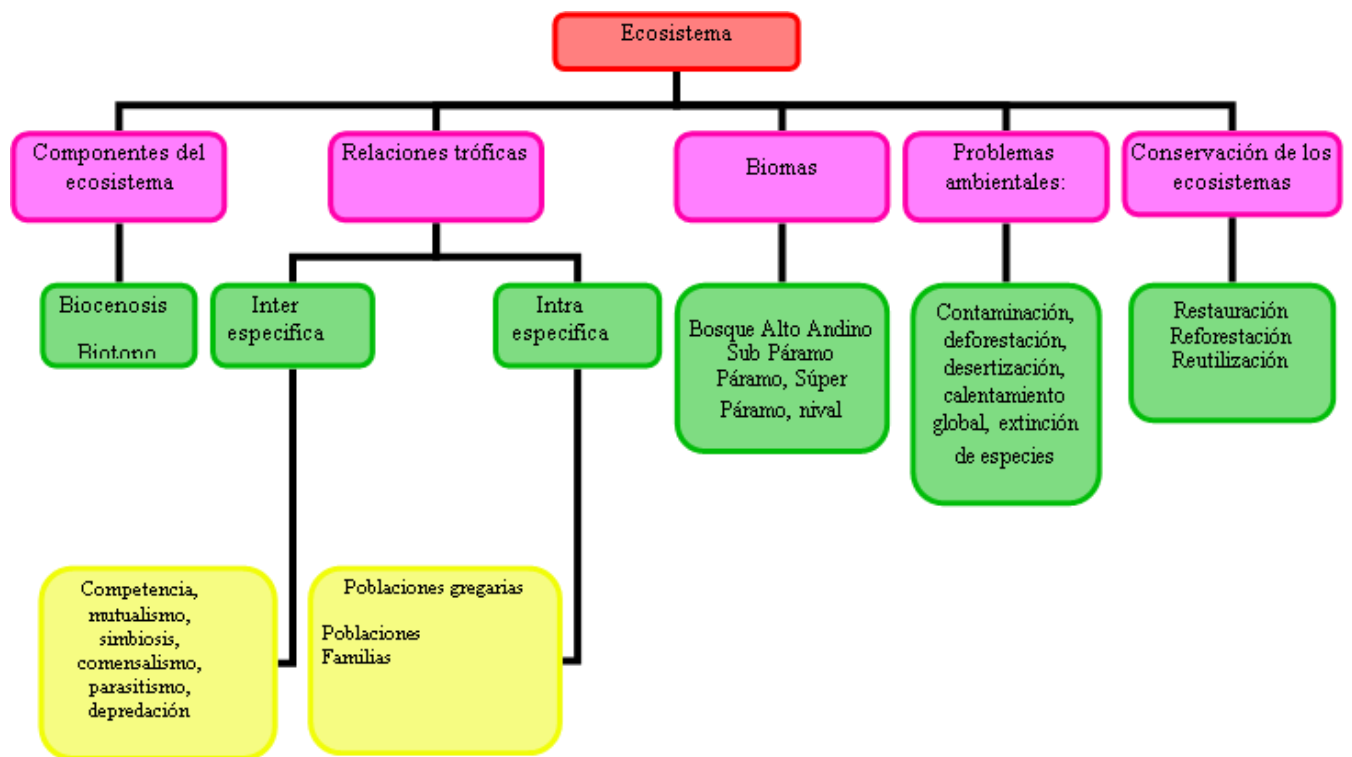 Ecosistema
Componentes del
ecosistema
Relaciones tróficas
Biomas
Problemas
ambientales:
Conservación de los
ecosistemas
Biocenosis
Biotopo
Inter
especifica
Intra
especifica
Bosque Alto Andino
Sub Páramo
Páramo, Súper
Páramo, nival
Contaminación,
deforestación,
desertización,
calentamiento
global, extinción
de especies
Restauración
Reforestación
Reutilización
Competencia,
mutualismo,
simbiosis,
comensalismo,
parasitismo,
depredación
Poblaciones gregarias
Poblaciones
Familias